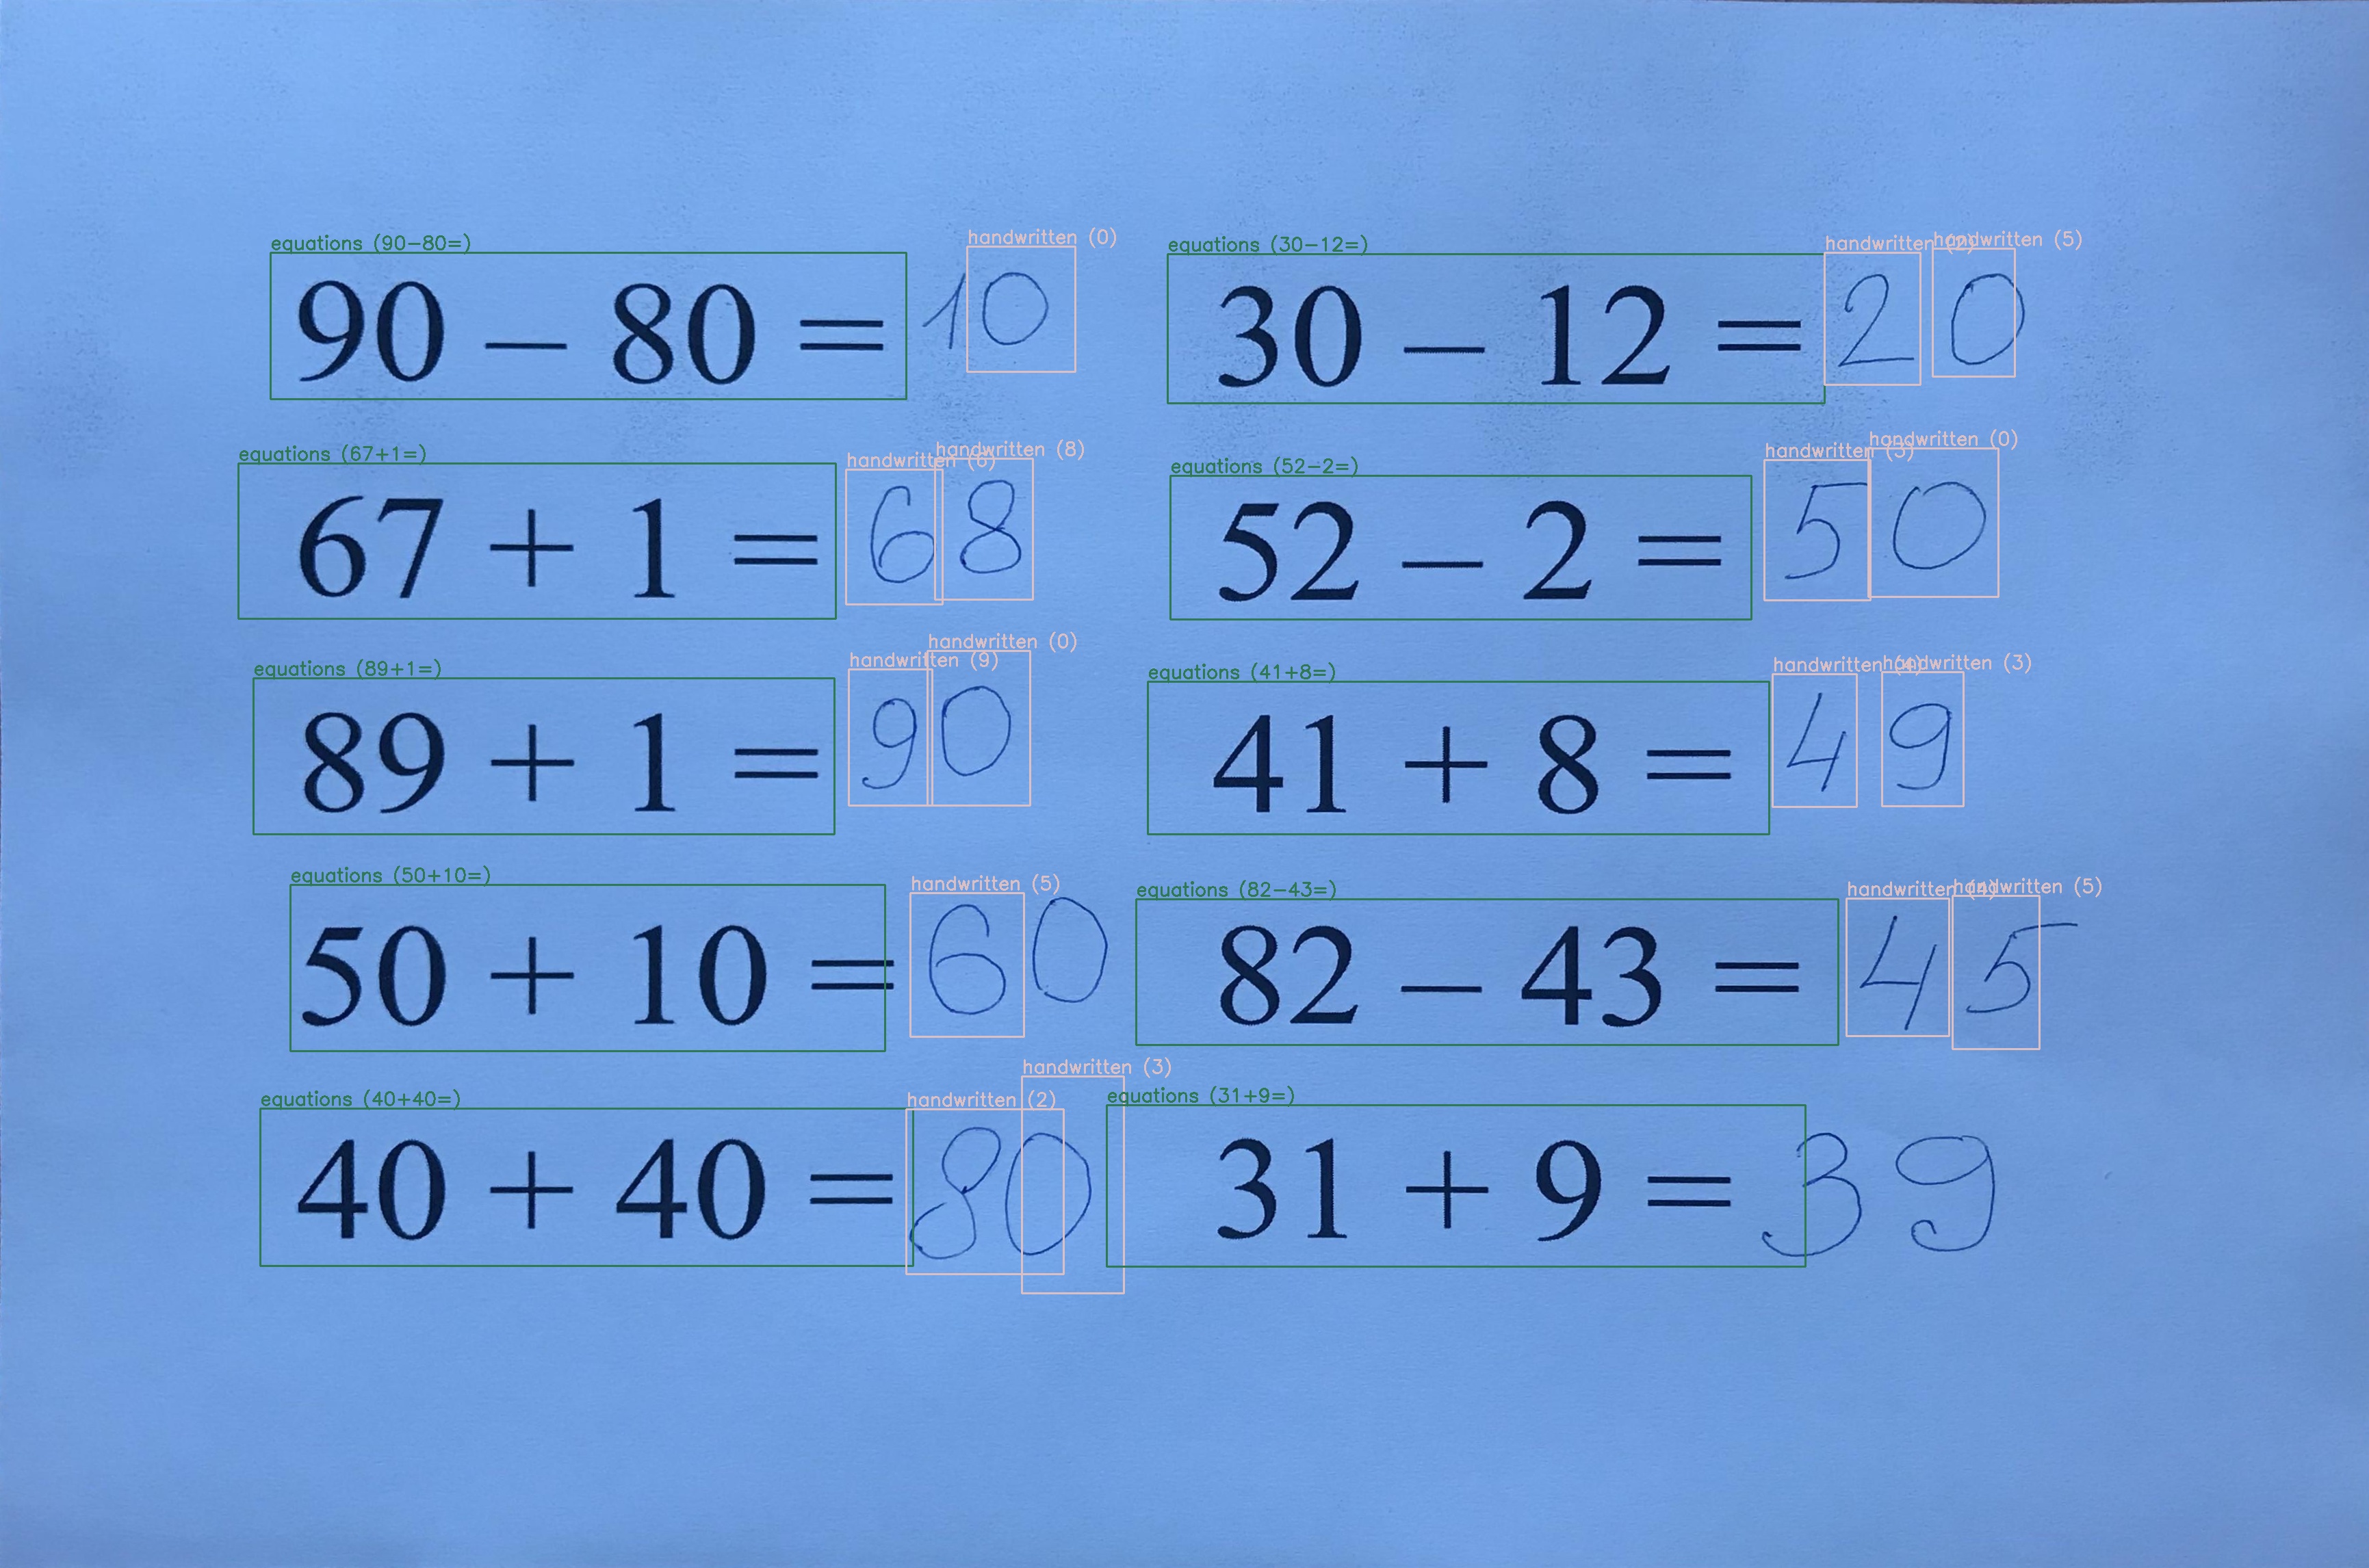 handwritten (0)
handwritten (2) handwritten (5)
equations (90-80=) equations (30-12=)
90 – 80 = 10 30 – 12 = 20
handwritten (6) handwritten (8) handwritten (3) handwritten (0)
equations (67+1=) equations (52-2=)
67 + 1 = 68 52 – 2 = 50
handwritten (9) handwritten (0) handwritten (4) handwritten (3)
equations (89+1=) equations (41+8=)
89 + 1 = 90 41 + 8 = 49
handwritten (5) handwritten (4) handwritten (5)
equations (50+10=) equations (82-43=)
50 + 10 = 60 82 – 43 = 45
handwritten (2) handwritten (3)
equations (40+40=) equations (31+9=)
40 + 40 = 80 31 + 9 = 39